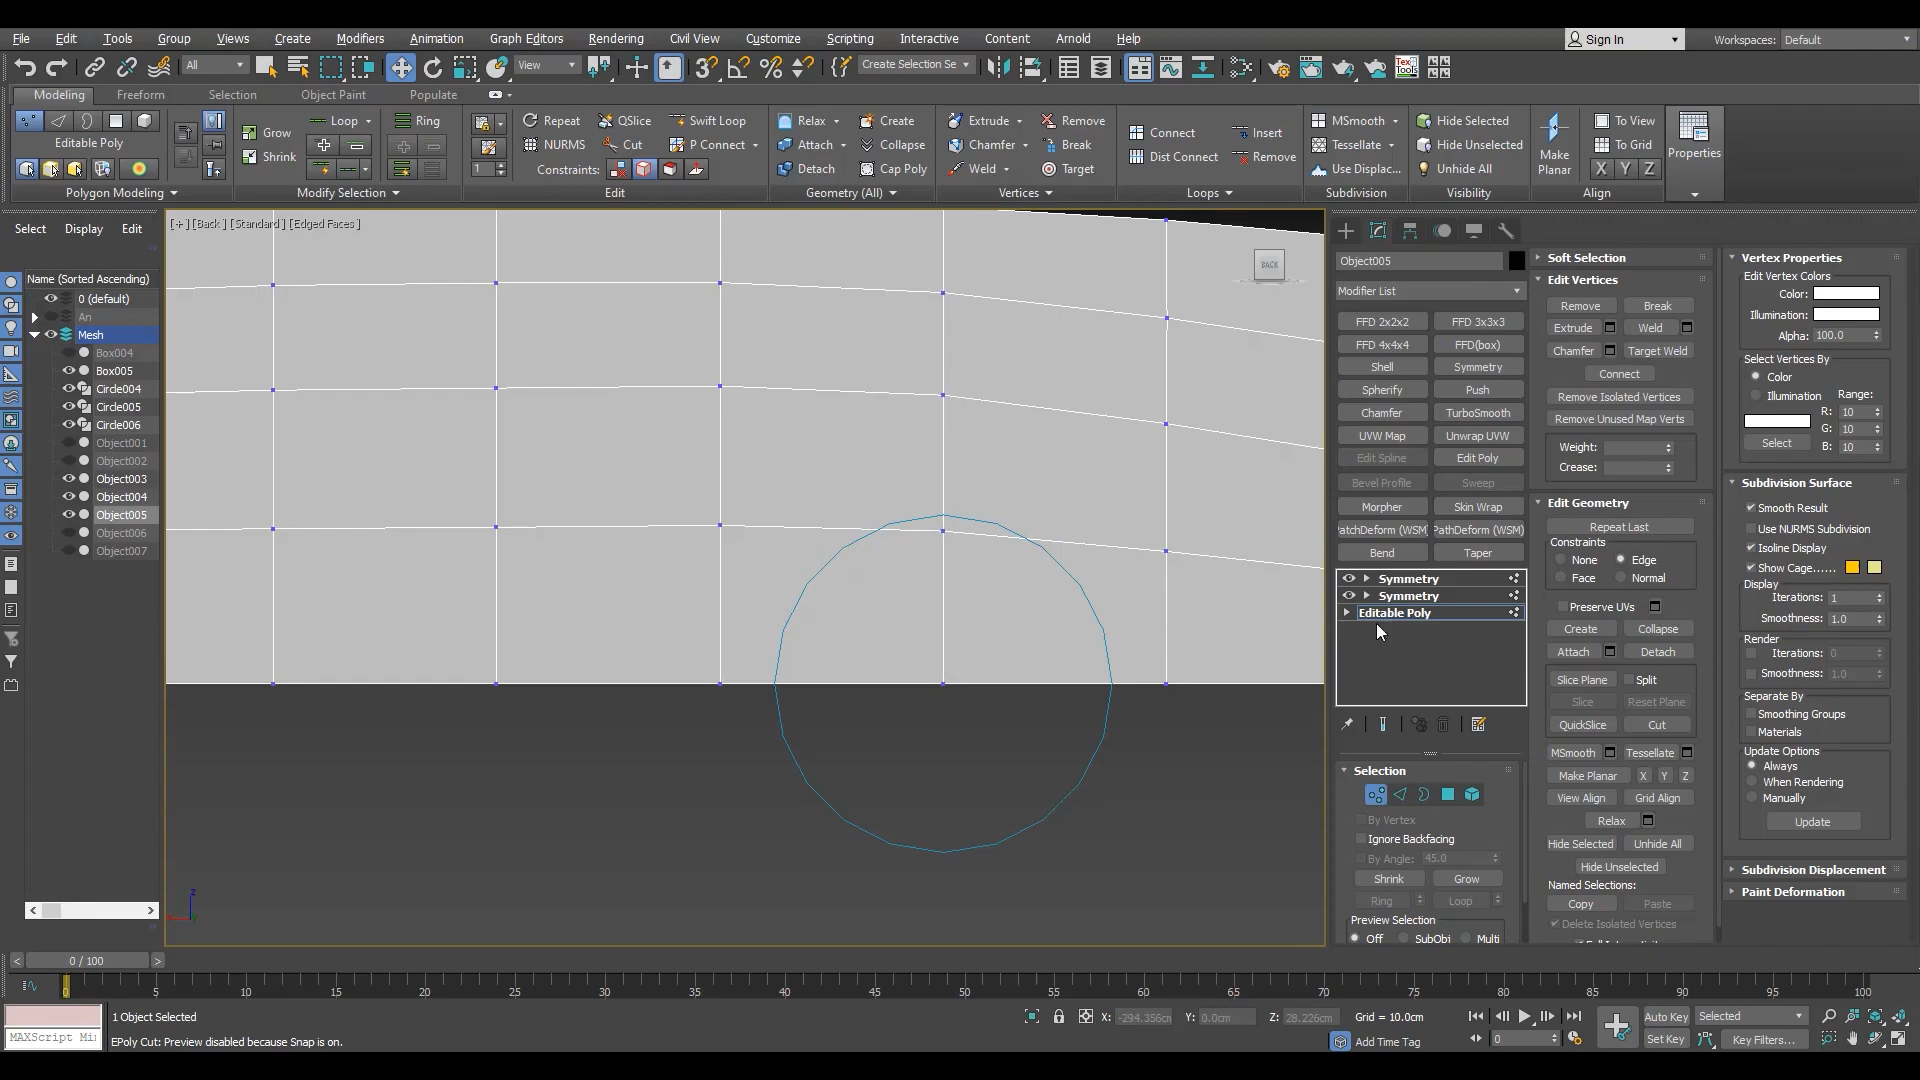 File Edit Tools Group Views Create Modifiers Animation Graph Editors Rendering Civil View Customize Scripting Interactive Content Arnold Help Sign In Workspaces: Default
All View Create Selection Se
Modeling Freeform Selection Object Paint Populate
Loop Ring Repeat QSlice Swift Loop Relax Create Extrude Remove MSmooth Hide Selected To View
Editable Poly Grow NURMS Cut P Connect Attach Collapse Chamfer Break Connect Insert Tessellate Hide Unselected To Grid
Shrink 1 Constraints: Detach Cap Poly Weld Target Dist Connect Remove Use Displac... Unhide All Make Planar X Y Z Properties
Polygon Modeling Modify Selection Edit Geometry (All) Vertices Loops Subdivision Visibility Align
Select Display Edit
Name (Sorted Ascending)
0 (default)
An
Mesh
Box004
Box005
Circle004
Circle005
Circle006
Object001
Object002
Object003
Object004
Object005
Object006
Object007
[+] [Back] [Standard] [Edged Faces]
BACK
z
Object005
Modifier List
FFD 2x2x2 FFD 3x3x3
FFD 4x4x4 FFD(box)
Shell Symmetry
Spherify Push
Chamfer TurboSmooth
UVW Map Unwrap UVW
Edit Spline Edit Poly
Bevel Profile Sweep
Morpher Skin Wrap
PatchDeform (WSM) PathDeform (WSM)
Bend Taper
Symmetry
Symmetry
Editable Poly
Selection
By Vertex
Ignore Backfacing
By Angle: 45.0
Shrink Grow
Ring Loop
Preview Selection
Off SubObj Multi
Soft Selection
Edit Vertices
Remove Break
Extrude Weld
Chamfer Target Weld
Connect
Remove Isolated Vertices
Remove Unused Map Verts
Weight:
Crease:
Edit Geometry
Repeat Last
Constraints
None Edge
Face Normal
Preserve UVs
Create Collapse
Attach Detach
Slice Plane Split
Slice Reset Plane
QuickSlice Cut
MSmooth Tessellate
Make Planar X Y Z
View Align Grid Align
Relax
Hide Selected Unhide All
Hide Unselected
Named Selections:
Copy Paste
Delete Isolated Vertices
Vertex Properties
Edit Vertex Colors
Color:
Illumination:
Alpha: 100.0
Select Vertices By
Color
Illumination Range:
R: 10
G: 10
Select B: 10
Subdivision Surface
Smooth Result
Use NURMS Subdivision
Isoline Display
Show Cage......
Display
Iterations: 1
Smoothness: 1.0
Render
Iterations: 0
Smoothness: 1.0
Separate By
Smoothing Groups
Materials
Update Options
Always
When Rendering
Manually
Update
Subdivision Displacement
Paint Deformation
< 0 / 100 >
0 5 10 15 20 25 30 35 40 45 50 55 60 65 70 75 80 85 90 95 100
1 Object Selected X: -294.356cm Y: 0.0cm Z: 28.226cm Grid = 10.0cm Auto Key Selected
MAXScript Mi EPoly Cut: Preview disabled because Snap is on. Add Time Tag 0 Set Key Key Filters...